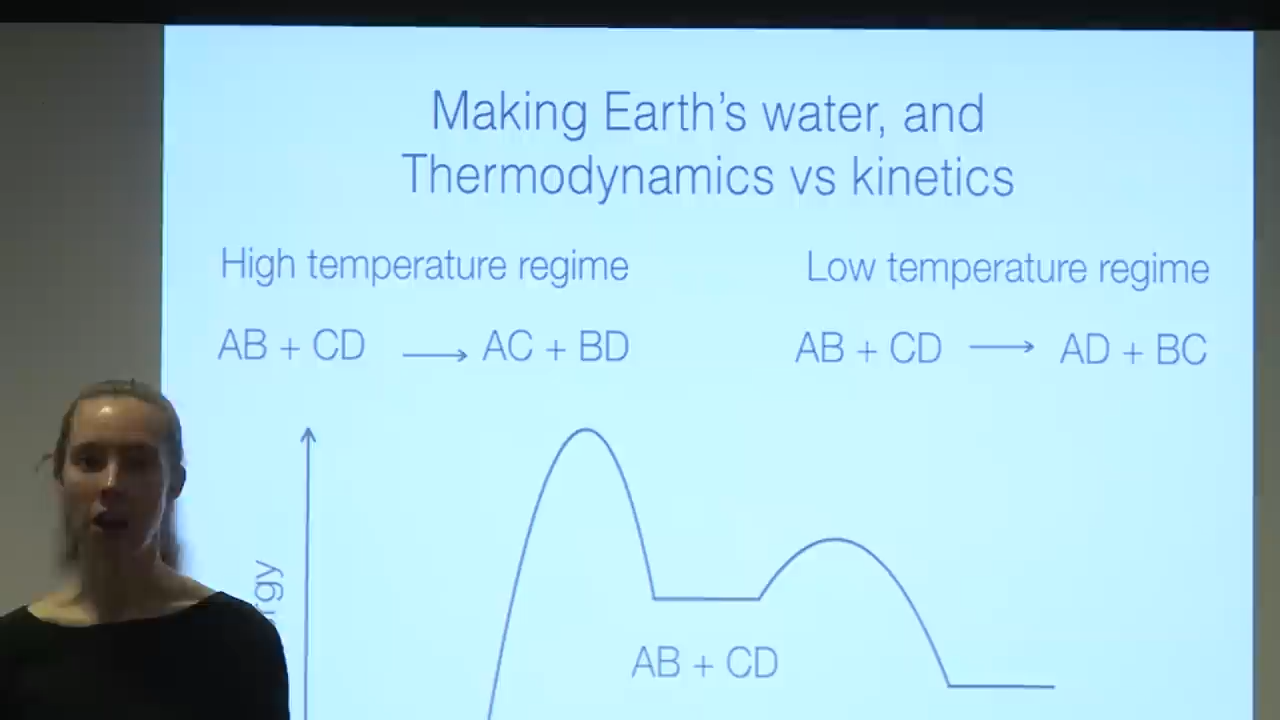 Making Earth's water, and
Thermodynamics vs kinetics
High temperature regime
Low temperature regime
AB + CD → AC + BD
AB + CD → AD + BC
AB + CD